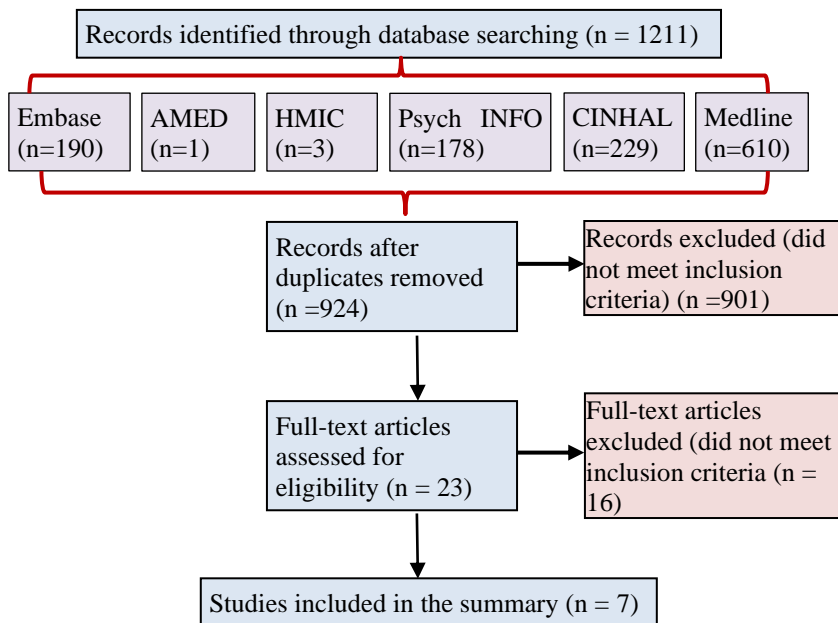 Records identified through database searching (n = 1211)
Embase
(n=190)
AMED
(n=1)
HMIC
(n=3)
Psych INFO
(n=178)
CINHAL
(n=229)
Medline
(n=610)
Records after
duplicates removed
(n =924)
Records excluded (did
not meet inclusion
criteria) (n =901)
Full-text articles
assessed for
eligibility (n = 23)
Full-text articles
excluded (did not meet
inclusion criteria (n =
16)
Studies included in the summary (n = 7)